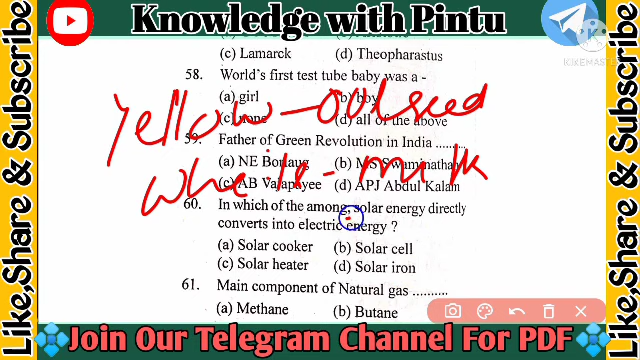 Knowledge with Pintu
(c) Lamarck (d) Theopharastus
58. World's first test tube baby was a -
(a) girl (b) boy
(c) none (d) all of the above
Yellow - oilseed
59. Father of Green Revolution in India .........
(a) NE Borlaug (b) MS Swaminathan
(c) AB Vajapayee (d) APJ Abdul Kalam
white - milk
60. In which of the among, solar energy directly
converts into electric energy ?
(a) Solar cooker (b) Solar cell
(c) Solar heater (d) Solar iron
61. Main component of Natural gas ..........
(a) Methane (b) Butane
Join Our Telegram Channel For PDF
Like,Share & Subscribe
Like,Share & Subscribe